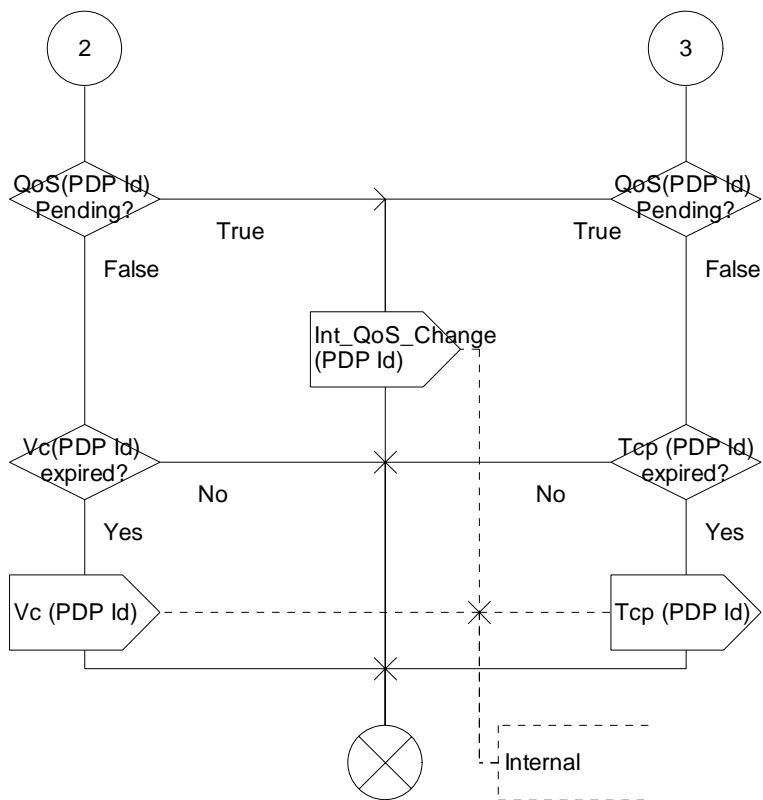 2
3
QoS(PDP Id)
Pending?
QoS(PDP Id)
Pending?
True
True
False
False
Int_QoS_Change
(PDP Id)
Vc(PDP Id)
expired?
Tcp (PDP Id)
expired?
No
No
Yes
Yes
Vc (PDP Id)
Tcp (PDP Id)
Internal